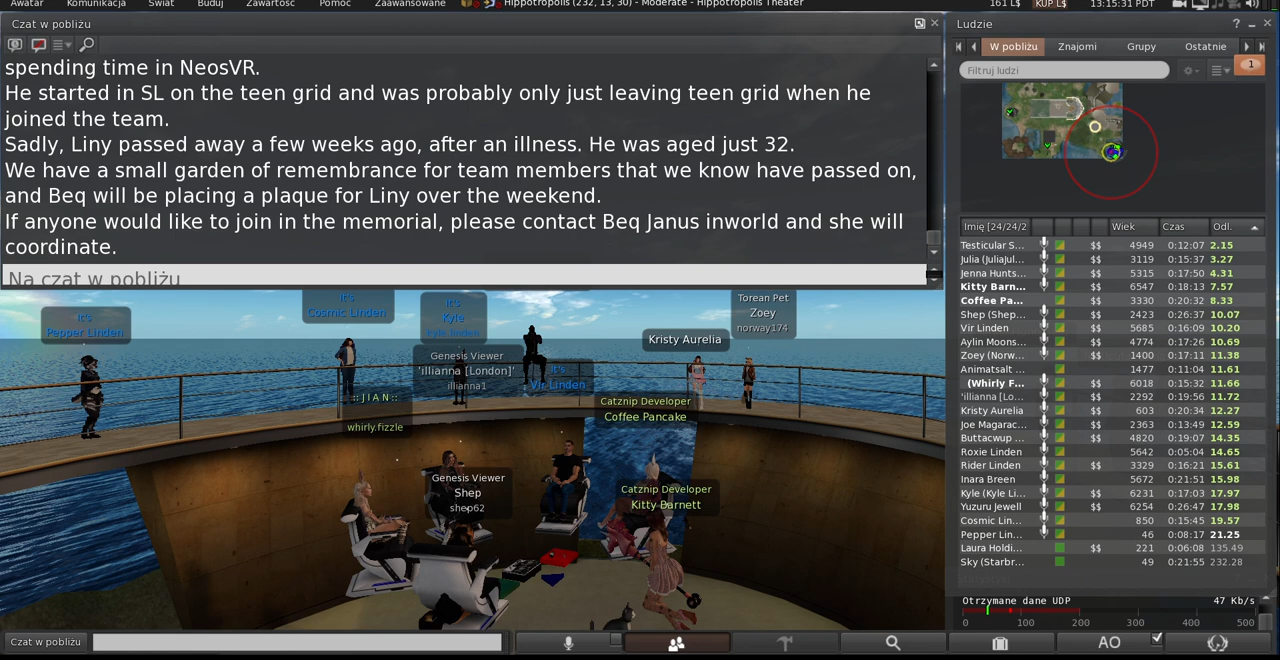 Awatar Komunikacja Świat Buduj Zawartość Pomoc Zaawansowane Hippotropolis (232, 13, 30) - Moderate - Hippotropolis Theater 161 L$ KUP L$ 13:15:31 PDT
Czat w pobliżu
spending time in NeosVR.
He started in SL on the teen grid and was probably only just leaving teen grid when he
joined the team.
Sadly, Liny passed away a few weeks ago, after an illness. He was aged just 32.
We have a small garden of remembrance for team members that we know have passed on,
and Beq will be placing a plaque for Liny over the weekend.
If anyone would like to join in the memorial, please contact Beq Janus inworld and she will
coordinate.
Na czat w pobliżu
It's
Pepper Linden
It's
Cosmic Linden
It's
Kyle
Kyle linden
Torean Pet
Zoey
norway174
Kristy Aurelia
Genesis Viewer
'illianna [London]'
illianna1
It's
Vir Linden
:: J I A N ::
whirly.fizzle
Catznip Developer
Coffee Pancake
Genesis Viewer
Shep
shep62
Catznip Developer
Kitty Barnett
Czat w pobliżu
AO
Ludzie
? _ ×
W pobliżu Znajomi Grupy Ostatnie
1
Filtruj ludzi
Imię [24/24/2 Wiek Czas Odl.
Testicular S... $$ 4949 0:12:07 2.15
Julia (JuliaJul... $$ 3119 0:15:37 3.27
Jenna Hunts... $$ 5315 0:17:50 4.31
Kitty Barn... $$ 6547 0:18:13 7.57
Coffee Pa... $$ 3330 0:20:32 8.33
Shep (Shep... $$ 2423 0:26:37 10.07
Vir Linden $$ 5685 0:16:09 10.20
Aylin Moons... $$ 4774 0:17:26 10.69
Zoey (Norw... $$ 1400 0:17:11 11.38
Animatsalt ... 1477 0:11:04 11.61
(Whirly F... $$ 6018 0:15:32 11.66
'illianna [Lo... $$ 2292 0:19:56 11.72
Kristy Aurelia 603 0:20:34 12.27
Joe Magarac... $$ 2363 0:13:49 12.59
Buttacwup ... $$ 4820 0:19:07 14.35
Roxie Linden 5642 0:05:04 14.65
Rider Linden $$ 3329 0:16:21 15.61
Inara Breen 5672 0:21:51 15.98
Kyle (Kyle Li... $$ 6231 0:17:03 17.97
Yuzuru Jewell $$ 6254 0:26:47 17.98
Cosmic Lin... 850 0:15:45 19.57
Pepper Lin... 46 0:08:17 21.25
Laura Holdi... $$ 221 0:06:08 135.49
Sky (Starbr... 49 0:21:55 232.28
Otrzymane dane UDP 47 Kb/s
0 100 200 300 400 500